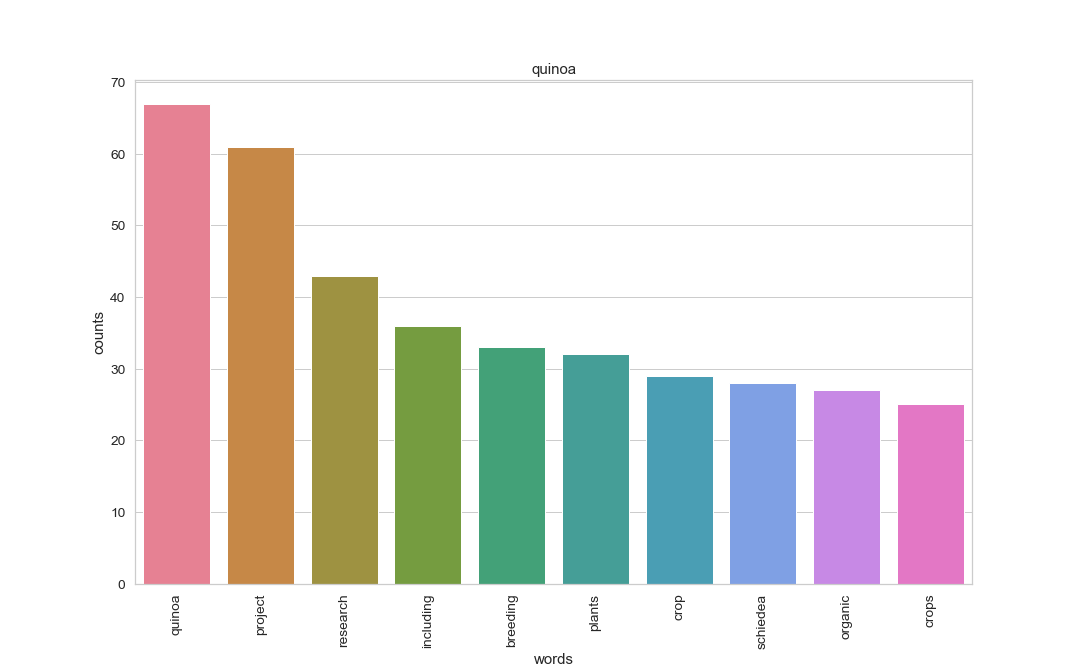 quinoa
70
60
50
40
30
20
10
0
counts
quinoa
project
research
including
breeding
plants
crop
schiedea
organic
crops
words